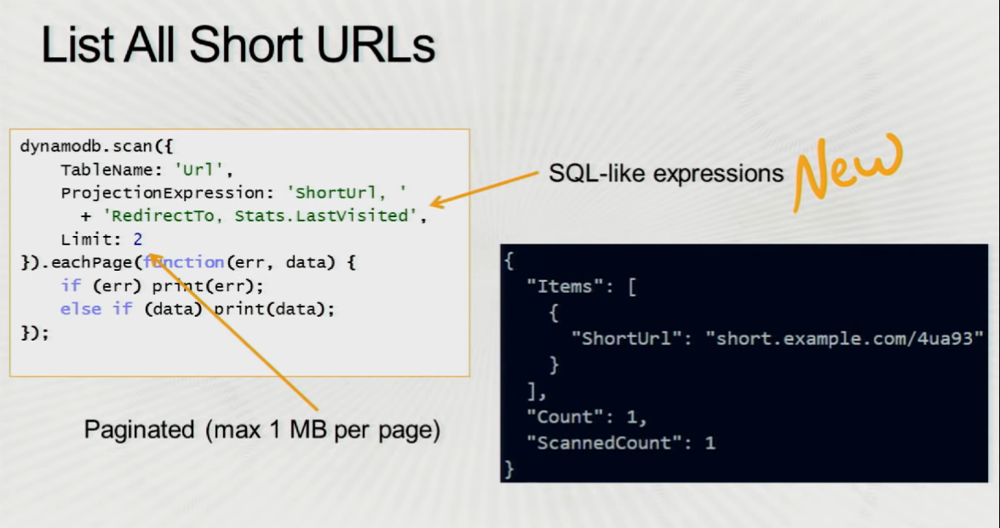 List All Short URLs
dynamodb.scan({
    TableName: 'Url',
    ProjectionExpression: 'ShortUrl, '
      + 'RedirectTo, Stats.LastVisited',
    Limit: 2
}).eachPage(function(err, data) {
    if (err) print(err);
    else if (data) print(data);
});
SQL-like expressions New
Paginated (max 1 MB per page)
{
  "Items": [
    {
      "ShortUrl": "short.example.com/4ua93"
    }
  ],
  "Count": 1,
  "ScannedCount": 1
}